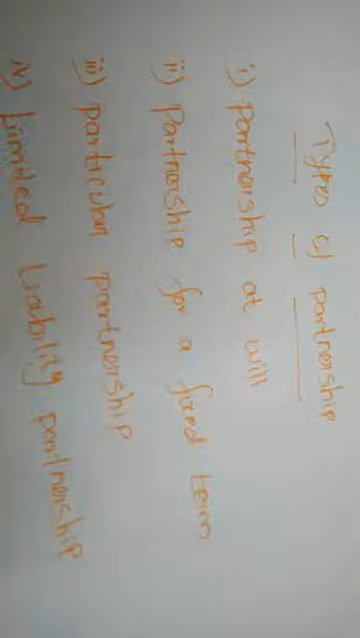 Types of partnership
i) partnership at will
ii) partnership for a fixed term
iii) particular partnership
iv) Limited Liability partnership